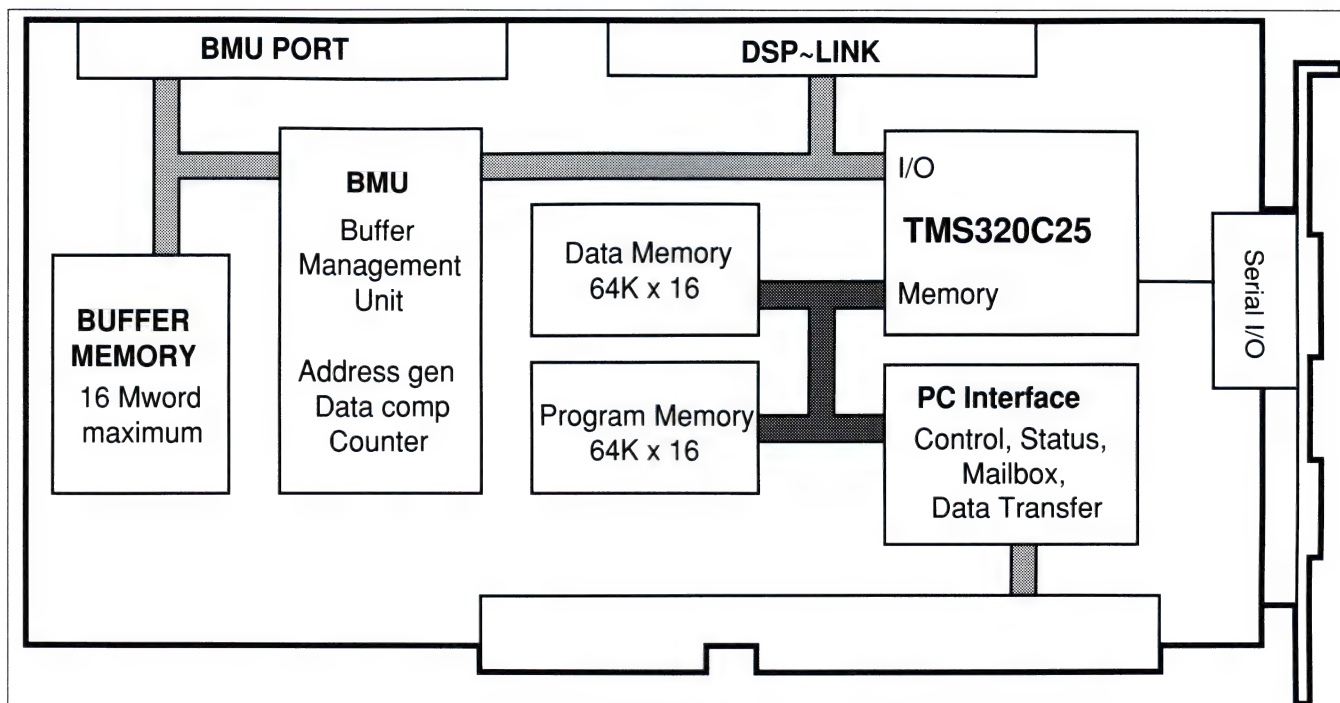 BMU PORT
DSP~LINK
BMU
Buffer
Management
Unit
Address gen
Data comp
Counter
BUFFER
MEMORY
16 Mword
maximum
Data Memory
64K x 16
Program Memory
64K x 16
I/O
TMS320C25
Memory
PC Interface
Control, Status,
Mailbox,
Data Transfer
Serial I/O